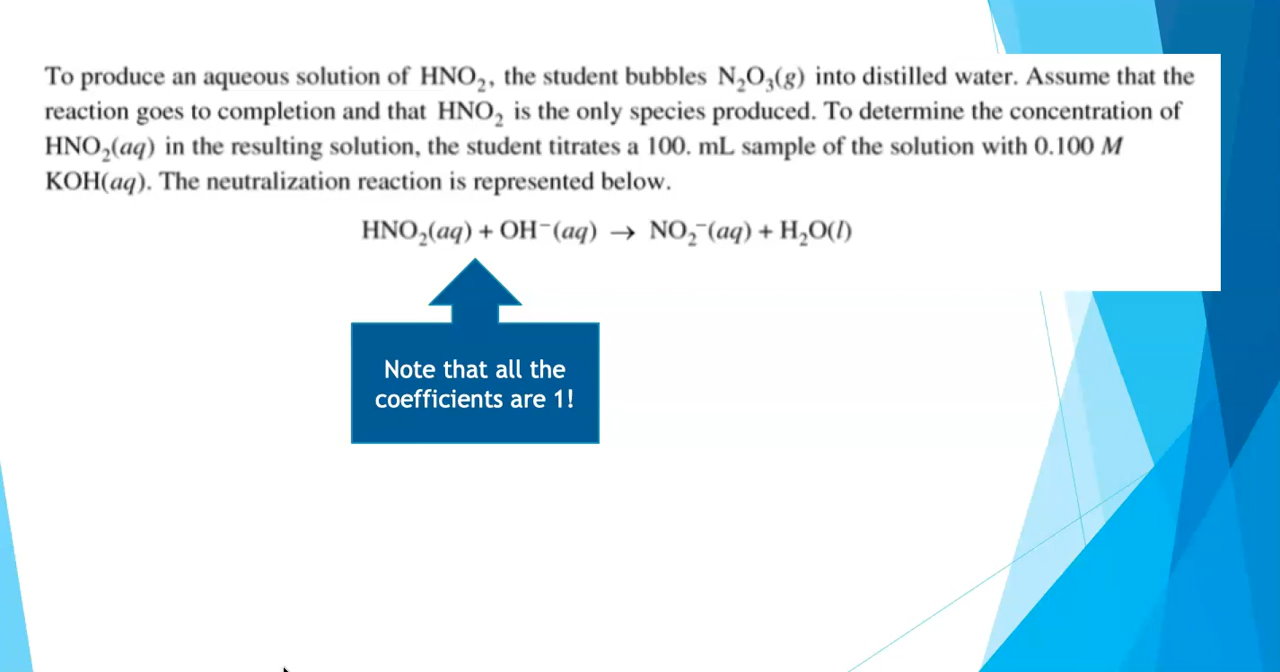 To produce an aqueous solution of HNO₂, the student bubbles N₂O₃(g) into distilled water. Assume that the
reaction goes to completion and that HNO₂ is the only species produced. To determine the concentration of
HNO₂(aq) in the resulting solution, the student titrates a 100. mL sample of the solution with 0.100 M
KOH(aq). The neutralization reaction is represented below.
HNO₂(aq) + OH⁻(aq) → NO₂⁻(aq) + H₂O(l)
Note that all the
coefficients are 1!